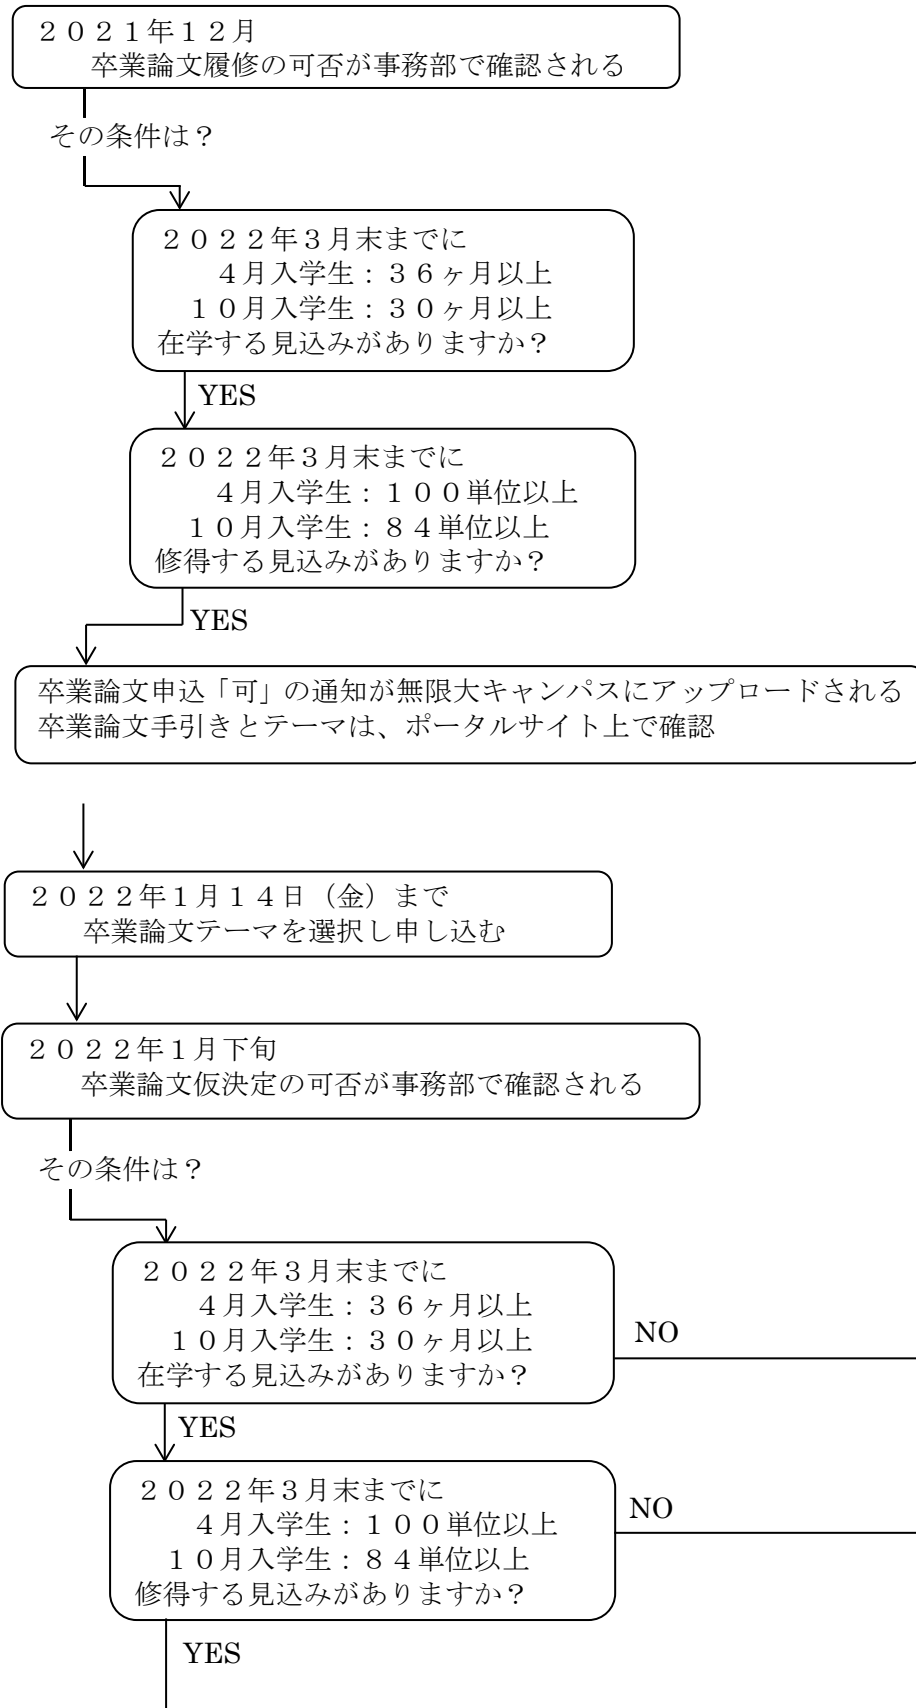 ２０２１年１２月
卒業論文履修の可否が事務部で確認される
その条件は？
２０２２年３月末までに
４月入学生：３６ヶ月以上
１０月入学生：３０ヶ月以上
在学する見込みがありますか？
YES
２０２２年３月末までに
４月入学生：１００単位以上
１０月入学生：８４単位以上
修得する見込みがありますか？
YES
卒業論文申込「可」の通知が無限大キャンパスにアップロードされる
卒業論文手引きとテーマは、ポータルサイト上で確認
２０２２年１月１４日（金）まで
卒業論文テーマを選択し申し込む
２０２２年１月下旬
卒業論文仮決定の可否が事務部で確認される
その条件は？
２０２２年３月末までに
４月入学生：３６ヶ月以上
１０月入学生：３０ヶ月以上
在学する見込みがありますか？
NO
YES
２０２２年３月末までに
４月入学生：１００単位以上
１０月入学生：８４単位以上
修得する見込みがありますか？
NO
YES